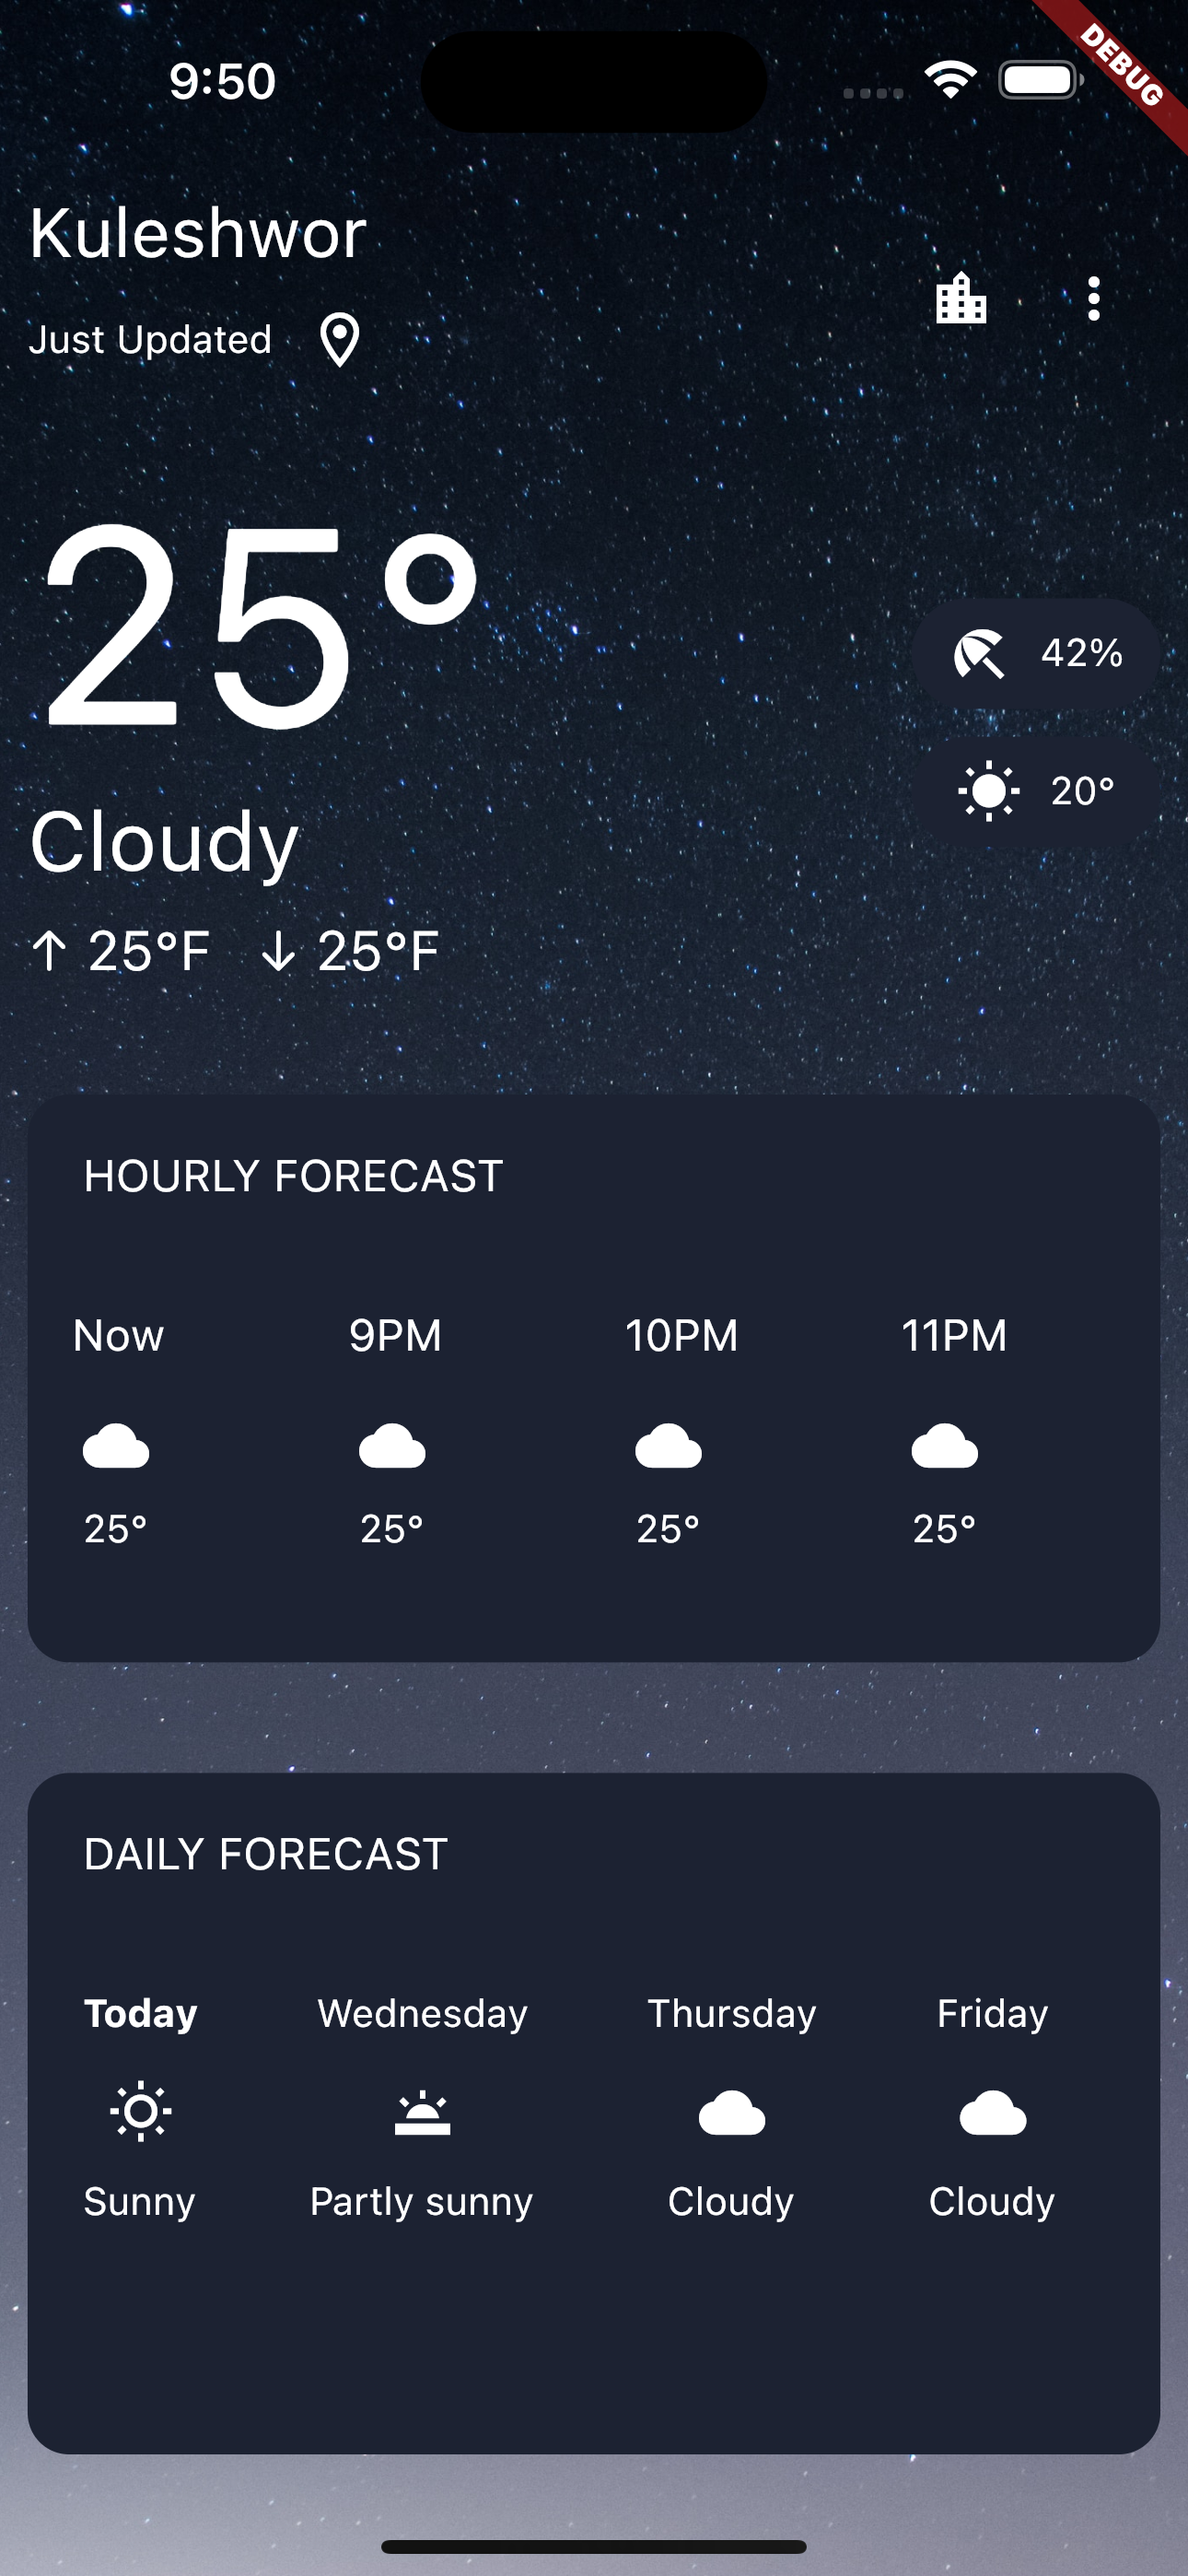 9:50
DEBUG
Kuleshwor
Just Updated
25°
42%
20°
Cloudy
↑ 25°F ↓ 25°F
HOURLY FORECAST
Now 9PM 10PM 11PM
25° 25° 25° 25°
DAILY FORECAST
Today Wednesday Thursday Friday
Sunny Partly sunny Cloudy Cloudy